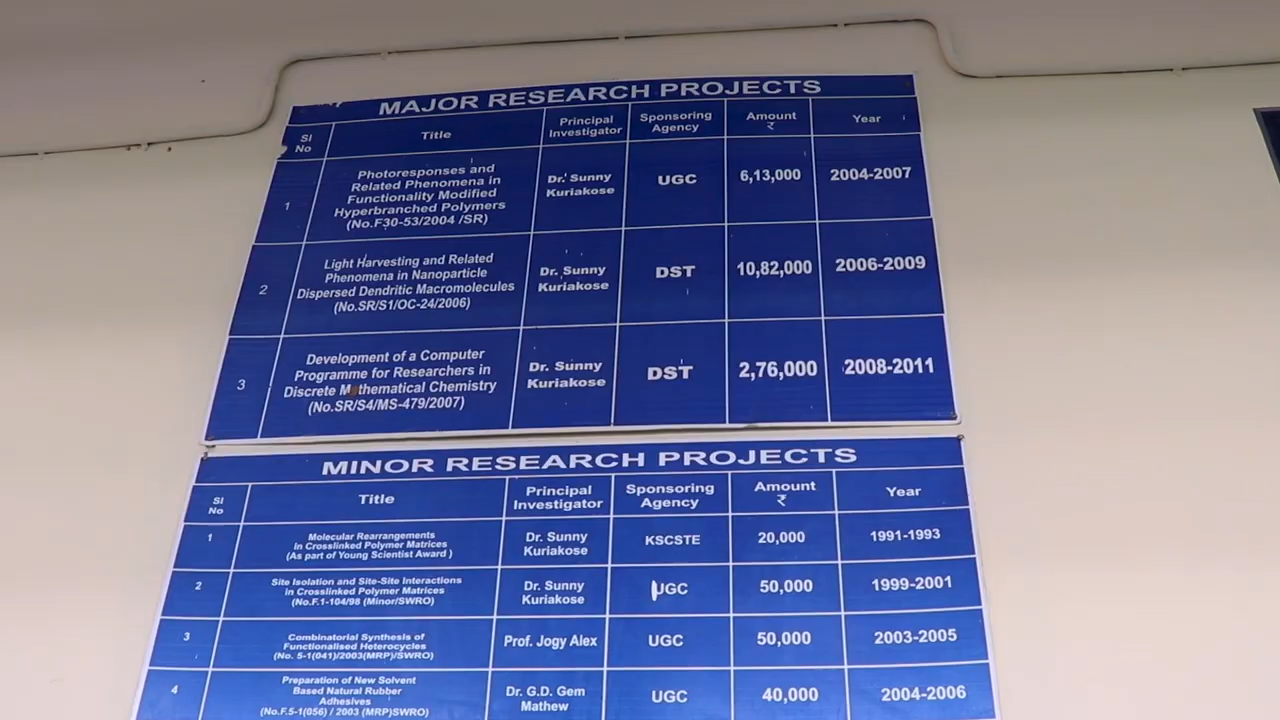 MAJOR RESEARCH PROJECTS
Sl No
Title
Principal Investigator
Sponsoring Agency
Amount ₹
Year
1
Photoresponses and
Related Phenomena in
Functionality Modified
Hyperbranched Polymers
(No.F30-53/2004 /SR)
Dr. Sunny
Kuriakose
UGC
6,13,000
2004-2007
2
Light Harvesting and Related
Phenomena in Nanoparticle
Dispersed Dendritic Macromolecules
(No.SR/S1/OC-24/2006)
Dr. Sunny
Kuriakose
DST
10,82,000
2006-2009
3
Development of a Computer
Programme for Researchers in
Discrete Mathematical Chemistry
(No.SR/S4/MS-479/2007)
Dr. Sunny
Kuriakose
DST
2,76,000
2008-2011
MINOR RESEARCH PROJECTS
Sl No
Title
Principal Investigator
Sponsoring Agency
Amount ₹
Year
1
Molecular Rearrangements
in Crosslinked Polymer Matrices
(As part of Young Scientist Award )
Dr. Sunny
Kuriakose
KSCSTE
20,000
1991-1993
2
Site Isolation and Site-Site Interactions
in Crosslinked Polymer Matrices
(No.F.1-104/98 (Minor/SWRO)
Dr. Sunny
Kuriakose
UGC
50,000
1999-2001
3
Combinatorial Synthesis of
Functionalised Heterocycles
(No. 5-1(041)/2003(MRP)/SWRO)
Prof. Jogy Alex
UGC
50,000
2003-2005
4
Preparation of New Solvent
Based Natural Rubber
Adhesives
(No.F.5-1(056) / 2003 (MRP)SWRO)
Dr. G.D. Gem
Mathew
UGC
40,000
2004-2006